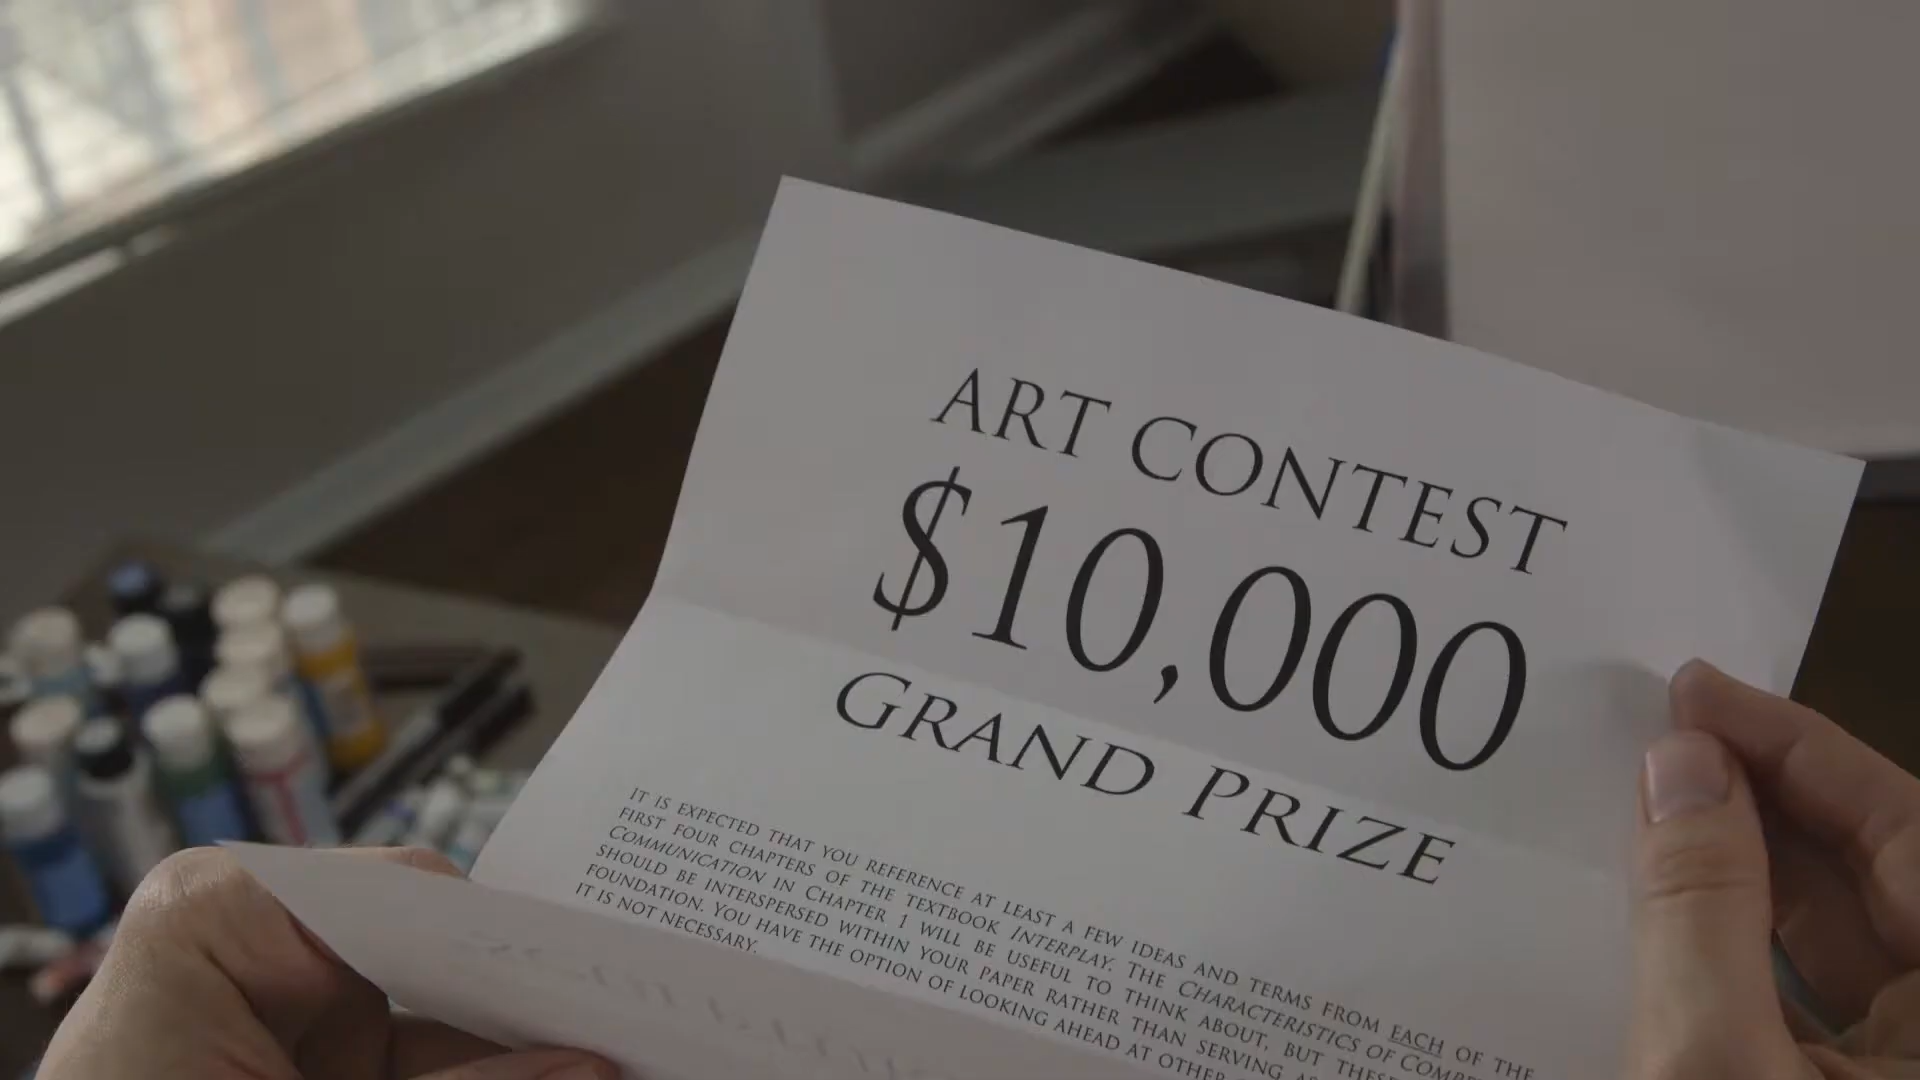 ART CONTEST
$10,000
GRAND PRIZE
IT IS EXPECTED THAT YOU REFERENCE AT LEAST A FEW IDEAS AND TERMS FROM EACH OF THE
FIRST FOUR CHAPTERS OF THE TEXTBOOK INTERPLAY. THE CHARACTERISTICS OF
COMMUNICATION IN CHAPTER 1 WILL BE USEFUL TO THINK ABOUT, BUT THESE
SHOULD BE INTERSPERSED WITHIN YOUR PAPER RATHER THAN SERVING
FOUNDATION. YOU HAVE THE OPTION OF LOOKING AHEAD AT OTHER
IT IS NOT NECESSARY.